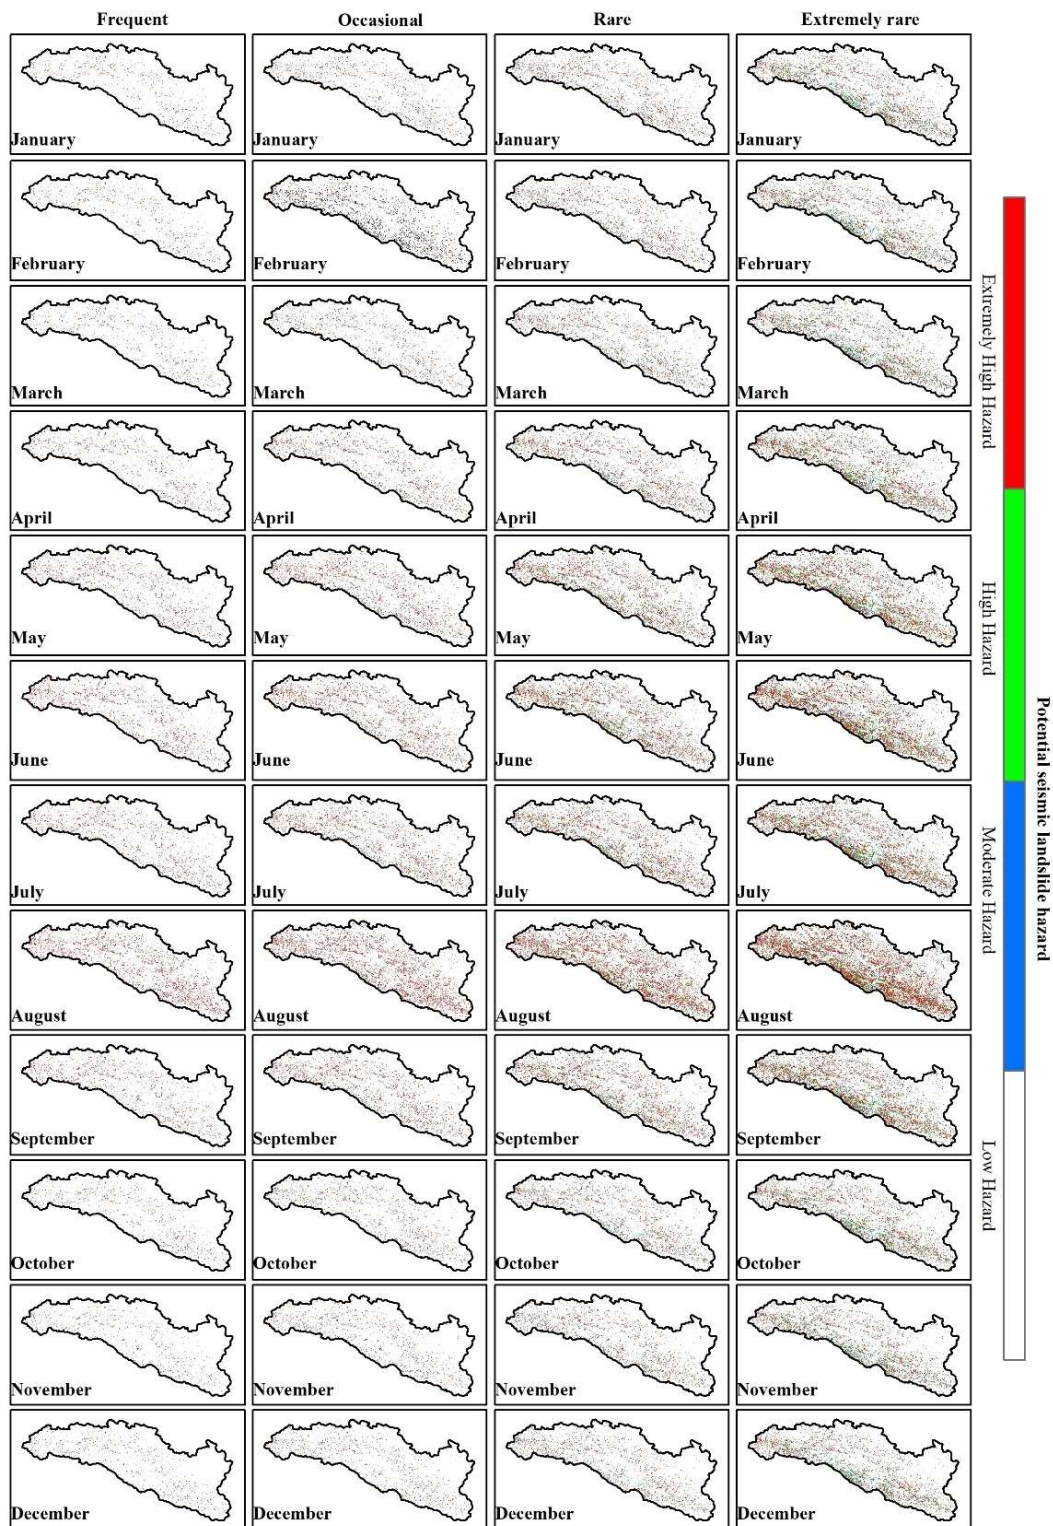 Frequent Occasional Rare Extremely rare
January January January January
February February February February
March March March March
April April April April
May May May May
June June June June
July July July July
August August August August
September September September September
October October October October
November November November November
December December December December
Extremely High Hazard
High Hazard
Moderate Hazard
Low Hazard
Potential seismic landslide hazard